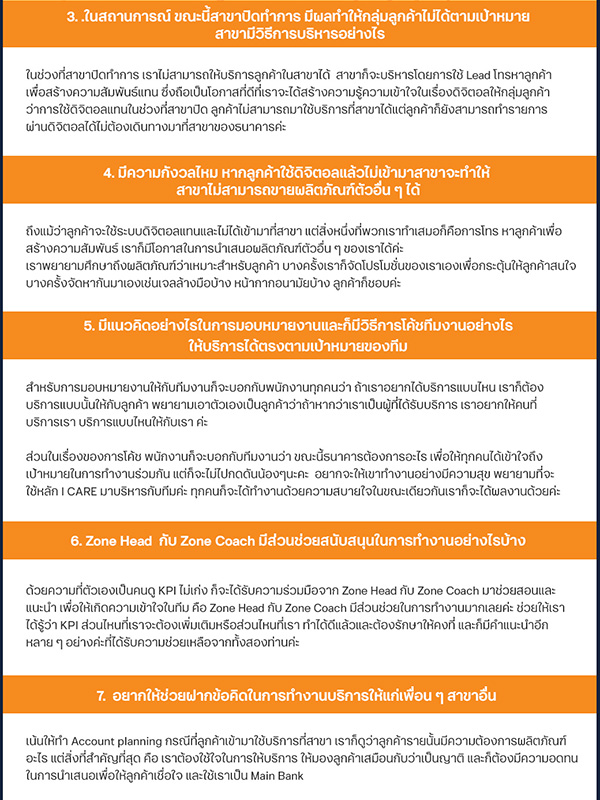 3. .ในสถานการณ์ ขณะนี้สาขาปิดทำการ มีผลทำให้กลุ่มลูกค้าไม่ได้ตามเป้าหมาย
สาขามีวิธีการบริหารอย่างไร
ในช่วงที่สาขาปิดทำการ เราไม่สามารถให้บริการลูกค้าในสาขาได้ สาขาก็จะบริหารโดยการใช้ Lead โทรหาลูกค้า
เพื่อสร้างความสัมพันธ์แทน ซึ่งถือเป็นโอกาสที่ดีที่เราจะได้สร้างความรู้ความเข้าใจในเรื่องดิจิตอลให้กลุ่มลูกค้า
ว่าการใช้ดิจิตอลแทนในช่วงที่สาขาปิด ลูกค้าไม่สามารถมาใช้บริการที่สาขาได้แต่ลูกค้าก็ยังสามารถทำรายการ
ผ่านดิจิตอลได้ไม่ต้องเดินทางมาที่สาขาของธนาคารค่ะ
4. มีความกังวลไหม หากลูกค้าใช้ดิจิตอลแล้วไม่เข้ามาสาขาจะทำให้
สาขาไม่สามารถขายผลิตภัณฑ์ตัวอื่น ๆ ได้
ถึงแม้ว่าลูกค้าจะใช้ระบบดิจิตอลแทนและไม่ได้เข้ามาที่สาขา แต่สิ่งหนึ่งที่พวกเราทำเสมอก็คือการโทร หาลูกค้าเพื่อ
สร้างความสัมพันธ์ เราก็มีโอกาสในการนำเสนอผลิตภัณฑ์ตัวอื่น ๆ ของเราได้ค่ะ
เราพยายามศึกษาถึงผลิตภัณฑ์ว่าเหมาะสำหรับลูกค้า บางครั้งเราก็จัดโปรโมชั่นของเราเองเพื่อกระตุ้นให้ลูกค้าสนใจ
บางครั้งจัดหากันมาเองเช่นเจลล้างมือบ้าง หน้ากากอนามัยบ้าง ลูกค้าก็ชอบค่ะ
5. มีแนวคิดอย่างไรในการมอบหมายงานและก็มีวิธีการโค้ชทีมงานอย่างไร
ให้บริการได้ตรงตามเป้าหมายของทีม
สำหรับการมอบหมายงานให้กับทีมงานก็จะบอกกับพนักงานทุกคนว่า ถ้าเราอยากได้บริการแบบไหน เราก็ต้อง
บริการแบบนั้นให้กับลูกค้า พยายามเอาตัวเองเป็นลูกค้าว่าถ้าหากว่าเราเป็นผู้ที่ได้รับบริการ เราอยากให้คนที่
บริการเรา บริการแบบไหนให้กับเรา ค่ะ
ส่วนในเรื่องของการโค้ช พนักงานก็จะบอกกับทีมงานว่า ขณะนี้ธนาคารต้องการอะไร เพื่อให้ทุกคนได้เข้าใจถึง
เป้าหมายในการทำงานร่วมกัน แต่ก็จะไม่ไปกดดันน้องๆนะคะ อยากจะให้เขาทำงานอย่างมีความสุข พยายามที่จะ
ใช้หลัก I CARE มาบริหารกับทีมค่ะ ทุกคนก็จะได้ทำงานด้วยความสบายใจในขณะเดียวกันเราก็จะได้ผลงานด้วยค่ะ
6. Zone Head กับ Zone Coach มีส่วนช่วยสนับสนุนในการทำงานอย่างไรบ้าง
ด้วยความที่ตัวเองเป็นคนดู KPI ไม่เก่ง ก็จะได้รับความร่วมมือจาก Zone Head กับ Zone Coach มาช่วยสอนและ
แนะนำ เพื่อให้เกิดความเข้าใจในทีม คือ Zone Head กับ Zone Coach มีส่วนช่วยในการทำงานมากเลยค่ะ ช่วยให้เรา
ได้รู้ว่า KPI ส่วนไหนที่เราจะต้องเพิ่มเติมหรือส่วนไหนที่เรา ทำได้ดีแล้วและต้องรักษาให้คงที่ และก็มีคำแนะนำอีก
หลาย ๆ อย่างค่ะที่ได้รับความช่วยเหลือจากทั้งสองท่านค่ะ
7. อยากให้ช่วยฝากข้อคิดในการทำงานบริการให้แก่เพื่อน ๆ สาขาอื่น
เน้นให้ทำ Account planning กรณีที่ลูกค้าเข้ามาใช้บริการที่สาขา เราก็ดูว่าลูกค้ารายนั้นมีความต้องการผลิตภัณฑ์
อะไร แต่สิ่งที่สำคัญที่สุด คือ เราต้องใช้ใจในการให้บริการ ให้มองลูกค้าเสมือนกับว่าเป็นญาติ และก็ต้องมีความอดทน
ในการนำเสนอเพื่อให้ลูกค้าเชื่อใจ และใช้เราเป็น Main Bank